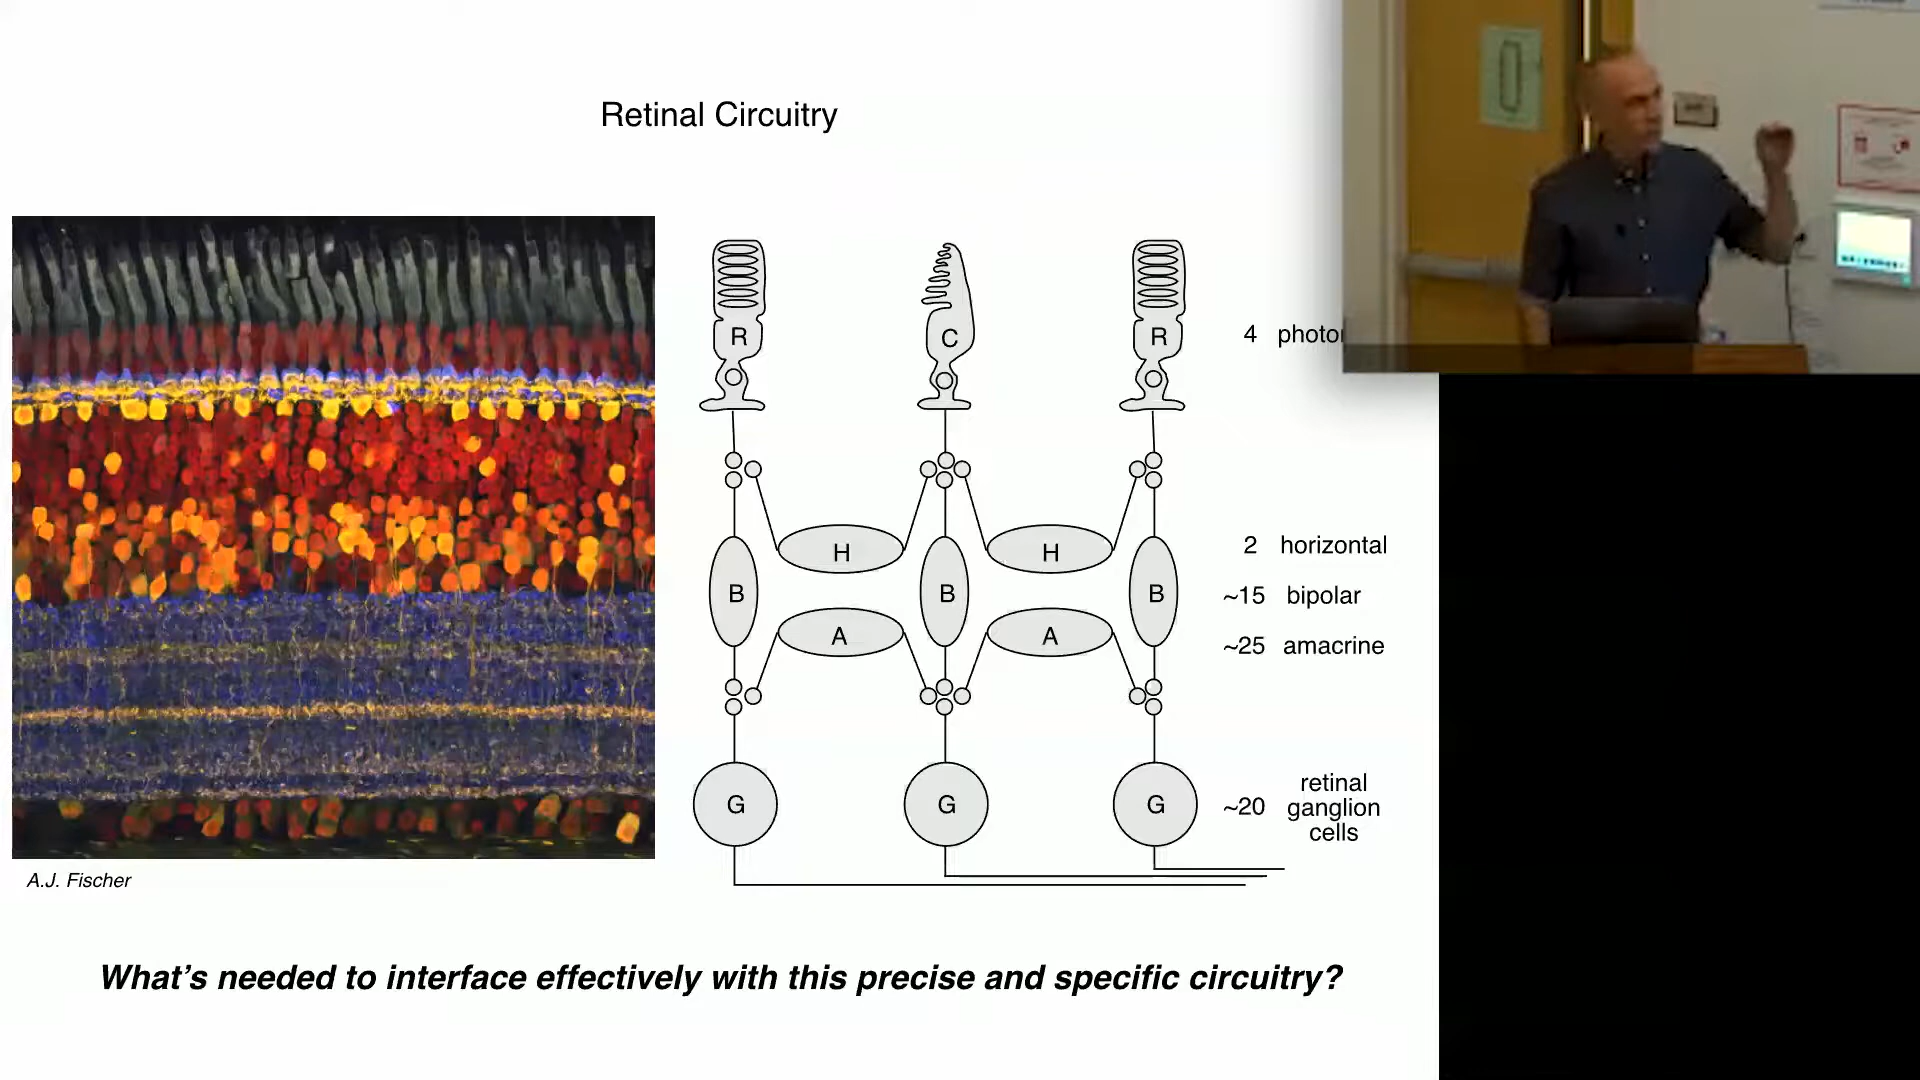 Retinal Circuitry
R
C
R
4 photor
H
H
2 horizontal
B
B
B
~15 bipolar
A
A
~25 amacrine
G
G
G
~20
retinal
ganglion
cells
A.J. Fischer
What's needed to interface effectively with this precise and specific circuitry?